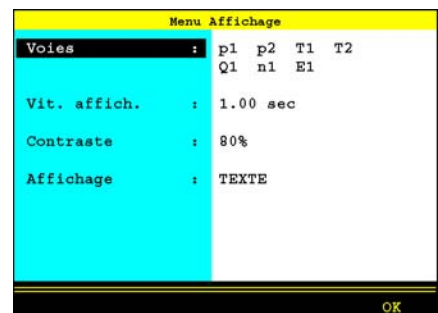 Menu Affichage
Voies : p1 p2 T1 T2
Q1 n1 E1
Vit. affich. : 1.00 sec
Contraste : 80%
Affichage : TEXTE
OK